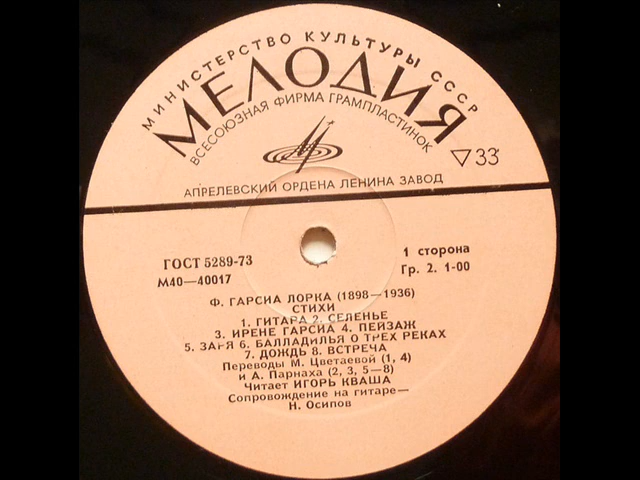 МИНИСТЕРСТВО КУЛЬТУРЫ СССР
МЕЛОДИЯ
ВСЕСОЮЗНАЯ ФИРМА ГРАМПЛАСТИНОК
▽33
АПРЕЛЕВСКИЙ ОРДЕНА ЛЕНИНА ЗАВОД
ГОСТ 5289-73
М40—40017
1 сторона
Гр. 2. 1-00
Ф. ГАРСИА ЛОРКА (1898—1936)
СТИХИ
1. ГИТАРА 2. СЕЛЕНЬЕ
3. ИРЕНЕ ГАРСИА 4. ПЕЙЗАЖ
5. ЗАРЯ 6. БАЛЛАДИЛЬЯ О ТРЕХ РЕКАХ
7. ДОЖДЬ 8. ВСТРЕЧА
Переводы М. Цветаевой (1, 4)
и А. Парнаха (2, 3, 5—8)
Читает ИГОРЬ КВАША
Сопровождение на гитаре—
Н. Осипов